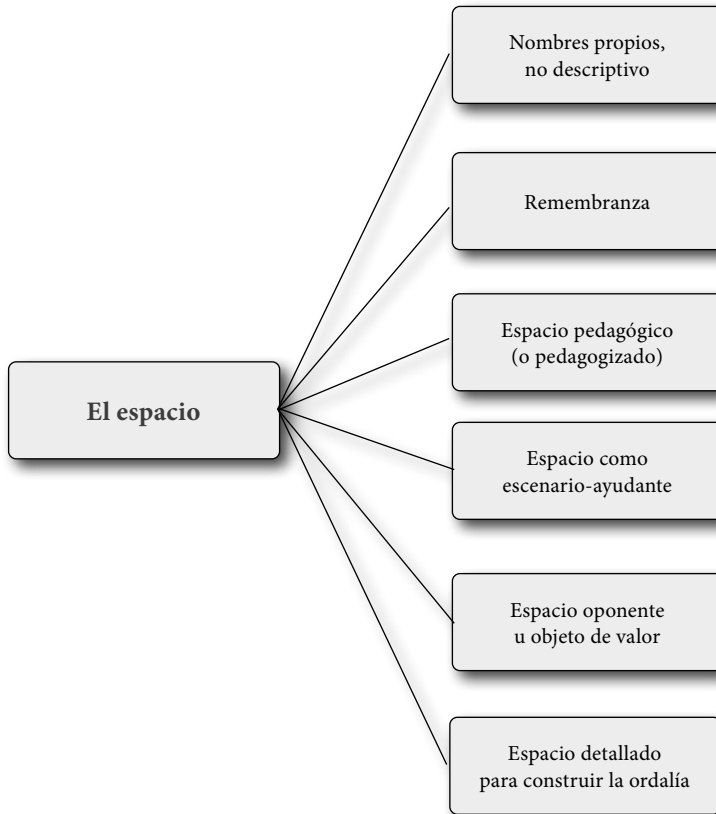 Nombres propios,
no descriptivo
Remembranza
Espacio pedagógico
(o pedagogizado)
El espacio
Espacio como
escenario-ayudante
Espacio oponente
u objeto de valor
Espacio detallado
para construir la ordalía